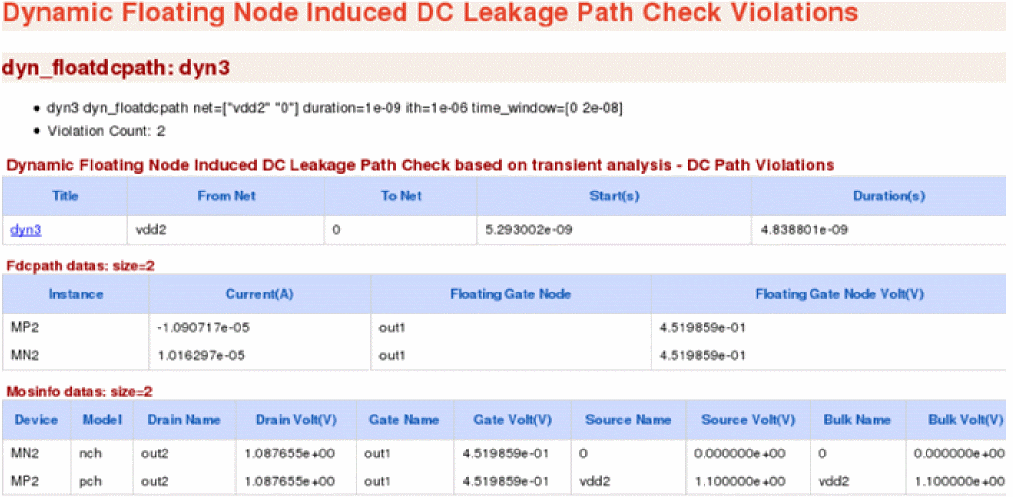 Dynamic Floating Node Induced DC Leakage Path Check Violations
dyn_floatdcpath: dyn3
• dyn3 dyn_floatdcpath net=["vdd2" "0"] duration=1e-09 ith=1e-06 time_window=[0 2e-08]
• Violation Count: 2
Dynamic Floating Node Induced DC Leakage Path Check based on transient analysis - DC Path Violations
Title From Net To Net Start(s) Duration(s)
dyn3 vdd2 0 5.293002e-09 4.838801e-09
Fdcpath datas: size=2
Instance Current(A) Floating Gate Node Floating Gate Node Volt(V)
MP2 -1.090717e-05 out1 4.519859e-01
MN2 1.016297e-05 out1 4.519859e-01
Mosinfo datas: size=2
Device Model Drain Name Drain Volt(V) Gate Name Gate Volt(V) Source Name Source Volt(V) Bulk Name Bulk Volt(V)
MN2 nch out2 1.087655e+00 out1 4.519859e-01 0 0.000000e+00 0 0.000000e+00
MP2 pch out2 1.087655e+00 out1 4.519859e-01 vdd2 1.100000e+00 vdd2 1.100000e+00